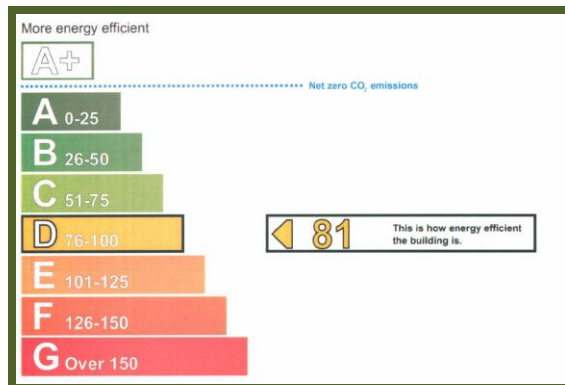 More energy efficient
A+
Net zero CO₂ emissions
A 0-25
B 26-50
C 51-75
D 76-100
81 This is how energy efficient
the building is.
E 101-125
F 126-150
G Over 150